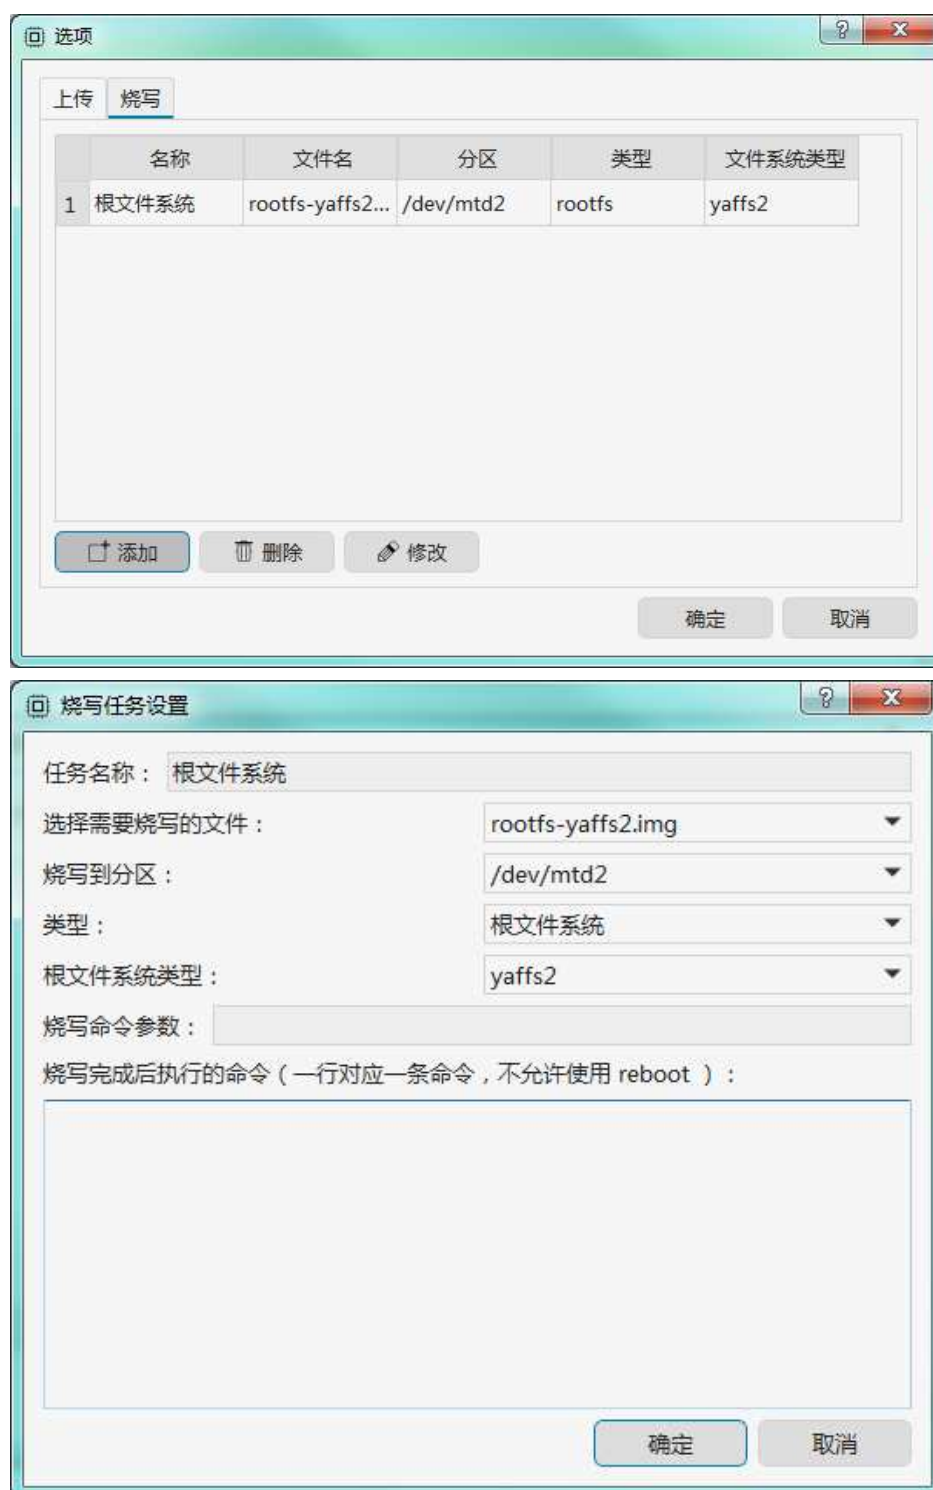 选项
上传 烧写
名称 文件名 分区 类型 文件系统类型
1 根文件系统 rootfs-yaffs2... /dev/mtd2 rootfs yaffs2
添加 删除 修改
确定 取消
烧写任务设置
任务名称： 根文件系统
选择需要烧写的文件： rootfs-yaffs2.img
烧写到分区： /dev/mtd2
类型： 根文件系统
根文件系统类型： yaffs2
烧写命令参数：
烧写完成后执行的命令（一行对应一条命令，不允许使用 reboot ）：
确定 取消